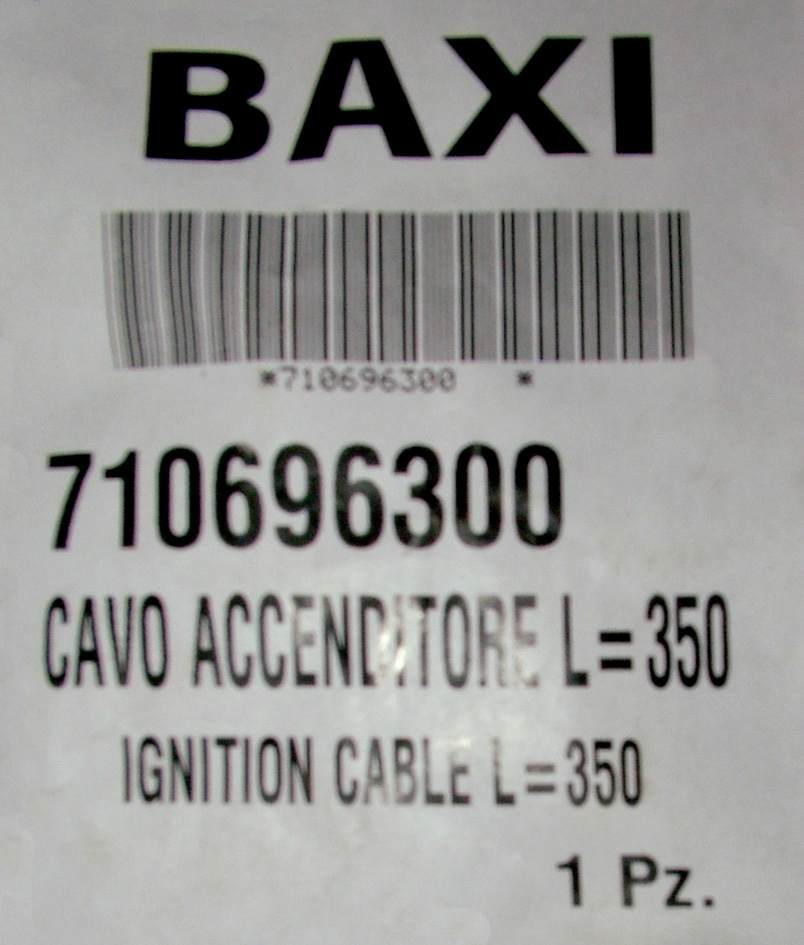 BAXI
*710696300 *
710696300
CAVO ACCENDITORE L=350
IGNITION CABLE L=350
1 Pz.